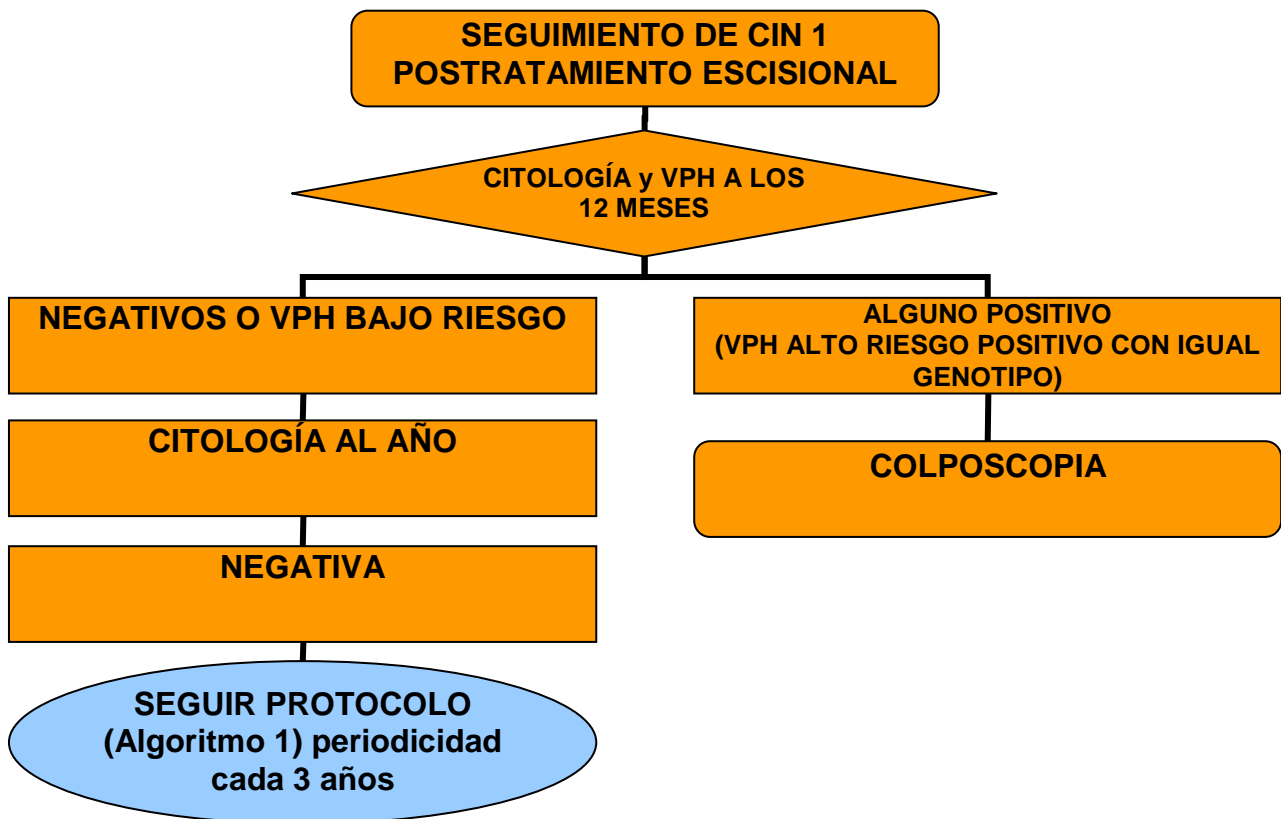 SEGUIMIENTO DE CIN 1
POSTRATAMIENTO ESCISIONAL
CITOLOGÍA y VPH A LOS
12 MESES
NEGATIVOS O VPH BAJO RIESGO
ALGUNO POSITIVO
(VPH ALTO RIESGO POSITIVO CON IGUAL
GENOTIPO)
CITOLOGÍA AL AÑO
COLPOSCOPIA
NEGATIVA
SEGUIR PROTOCOLO
(Algoritmo 1) periodicidad
cada 3 años